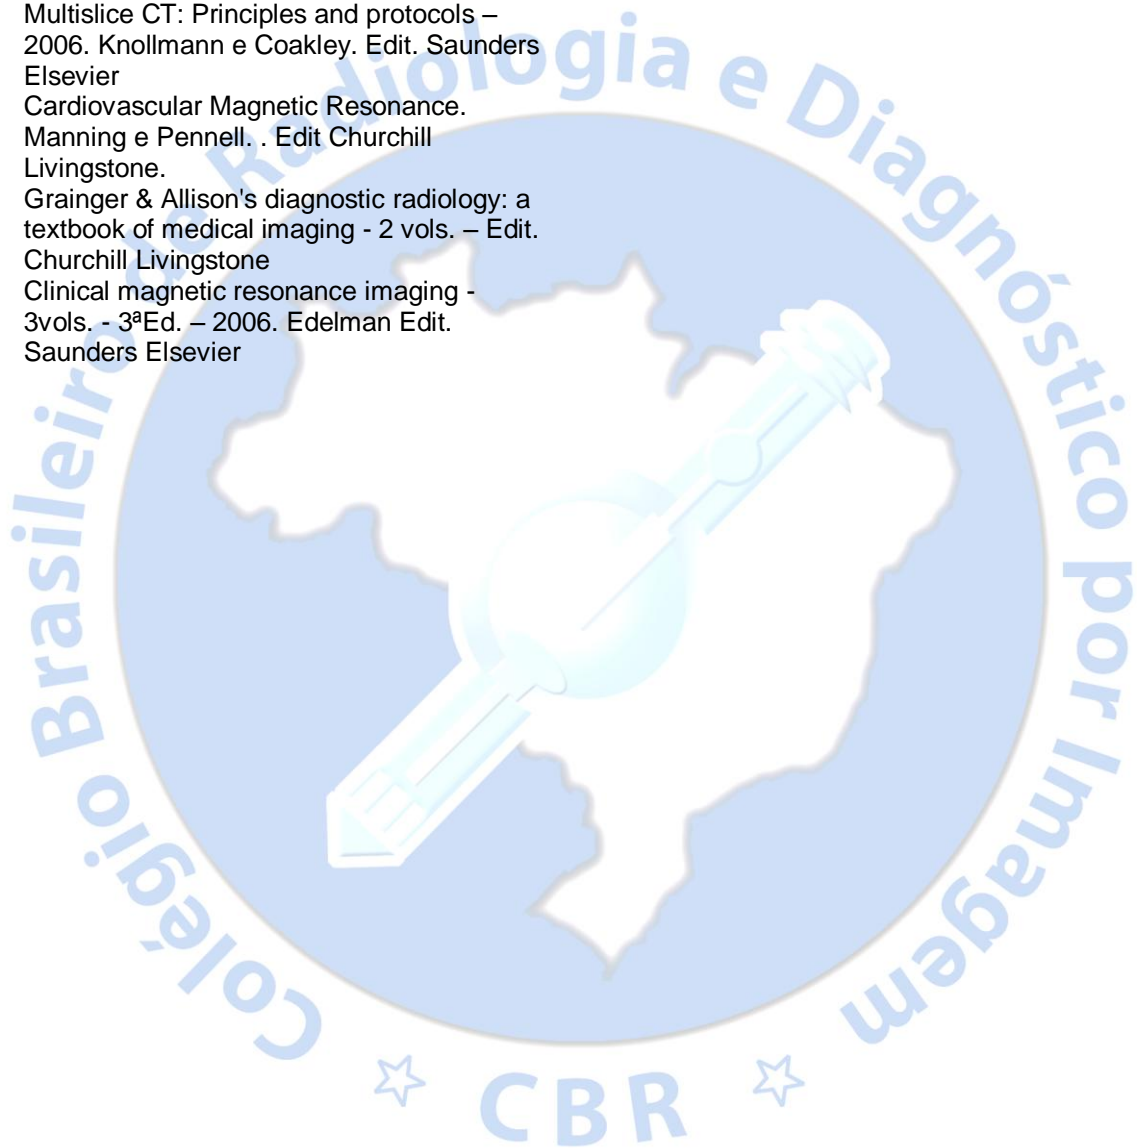 Multislice CT: Principles and protocols –
2006. Knollmann e Coakley. Edit. Saunders
Elsevier
Cardiovascular Magnetic Resonance.
Manning e Pennell. . Edit Churchill
Livingstone.
Grainger & Allison's diagnostic radiology: a
textbook of medical imaging - 2 vols. – Edit.
Churchill Livingstone
Clinical magnetic resonance imaging -
3vols. - 3ªEd. – 2006. Edelman Edit.
Saunders Elsevier
Colégio Brasileiro de Radiologia e Diagnóstico por Imagem
CBR